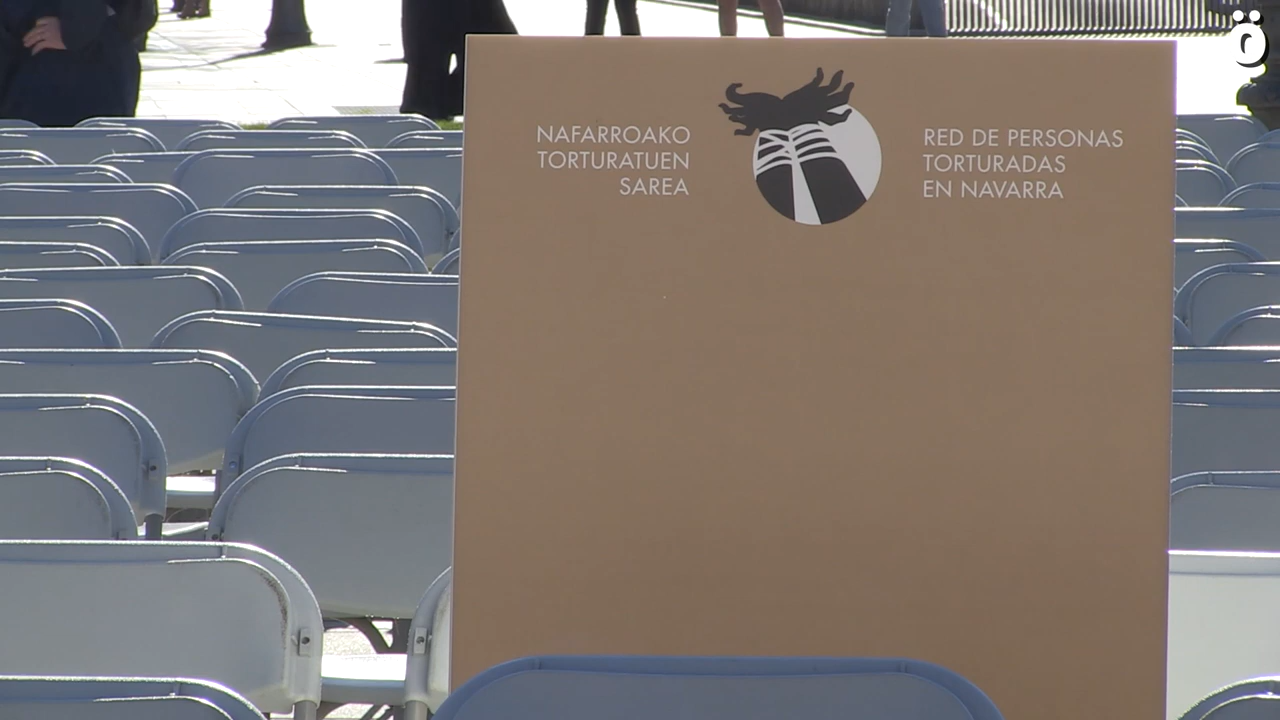 NAFARROAKO
TORTURATUEN
SAREA
RED DE PERSONAS
TORTURADAS
EN NAVARRA
ö